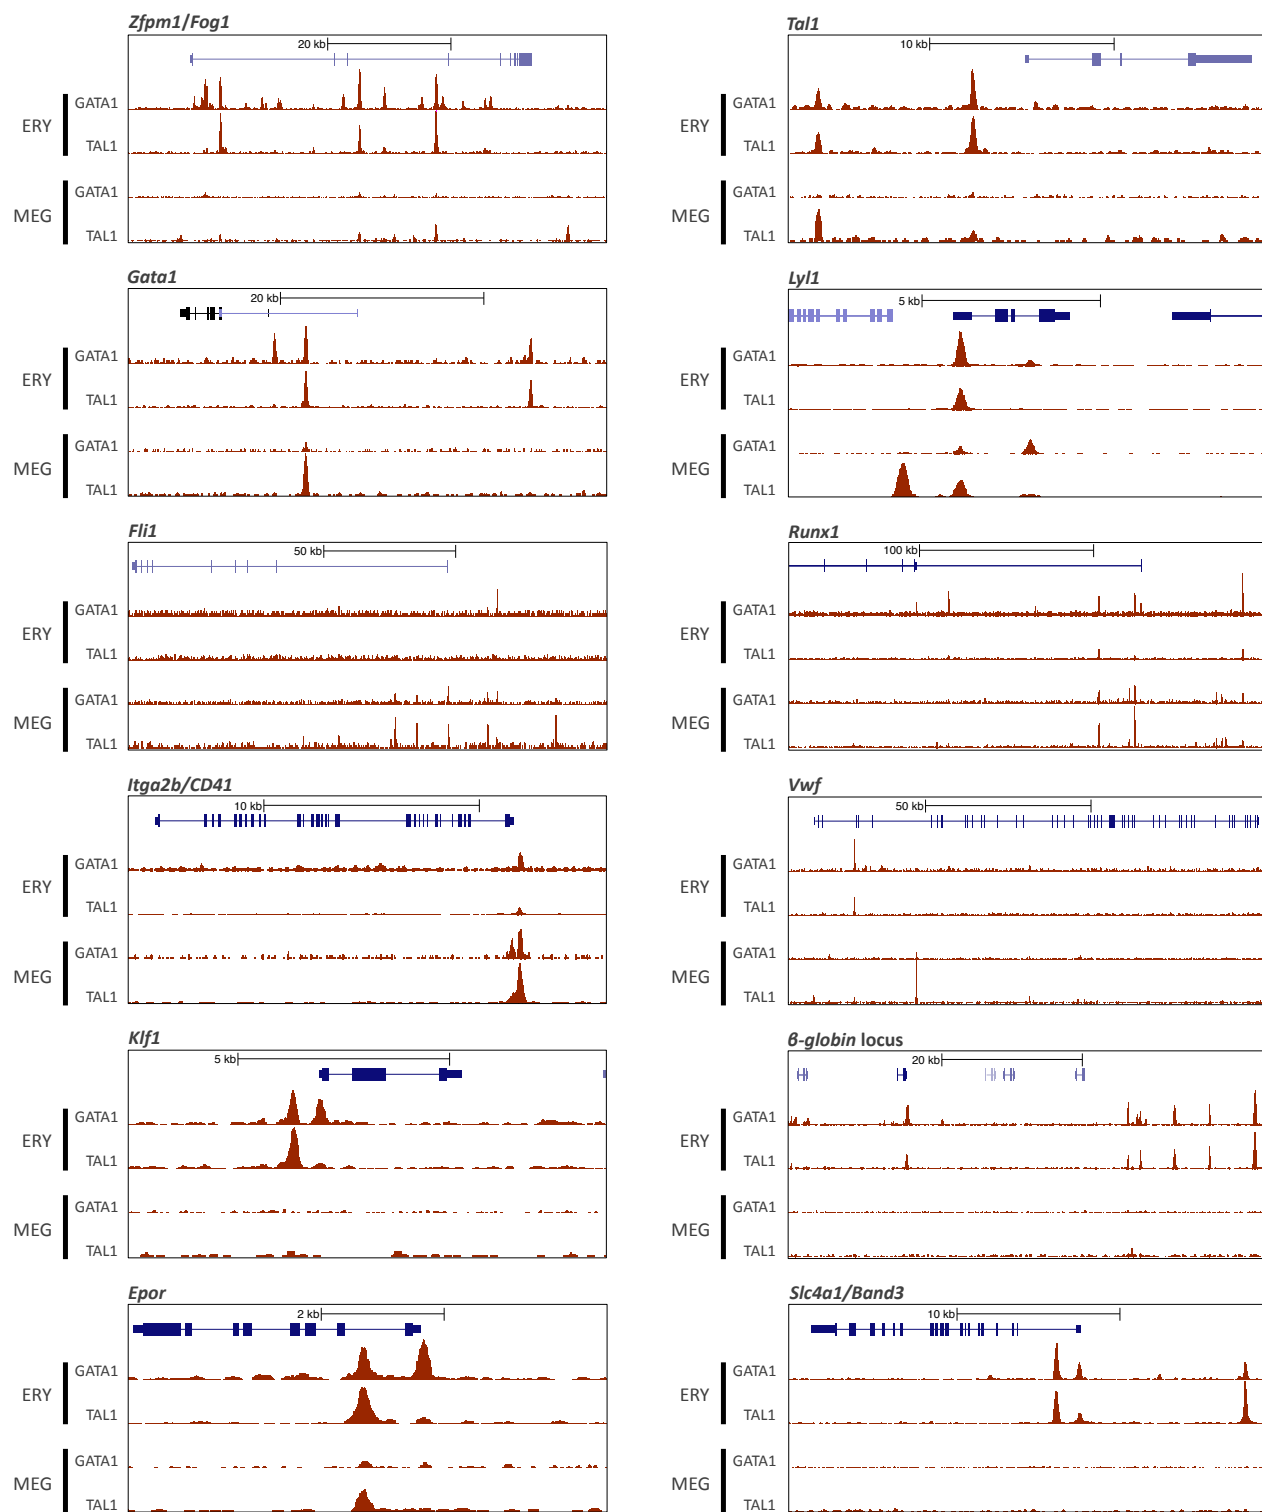 Zfpm1/Fog1
20 kb
ERY
GATA1
TAL1
MEG
GATA1
TAL1
Tal1
10 kb
ERY
GATA1
TAL1
MEG
GATA1
TAL1
Gata1
20 kb
ERY
GATA1
TAL1
MEG
GATA1
TAL1
Lyl1
5 kb
ERY
GATA1
TAL1
MEG
GATA1
TAL1
Fli1
50 kb
ERY
GATA1
TAL1
MEG
GATA1
TAL1
Runx1
100 kb
ERY
GATA1
TAL1
MEG
GATA1
TAL1
Itga2b/CD41
10 kb
ERY
GATA1
TAL1
MEG
GATA1
TAL1
Vwf
50 kb
ERY
GATA1
TAL1
MEG
GATA1
TAL1
Klf1
5 kb
ERY
GATA1
TAL1
MEG
GATA1
TAL1
β-globin locus
20 kb
ERY
GATA1
TAL1
MEG
GATA1
TAL1
Epor
2 kb
ERY
GATA1
TAL1
MEG
GATA1
TAL1
Slc4a1/Band3
10 kb
ERY
GATA1
TAL1
MEG
GATA1
TAL1